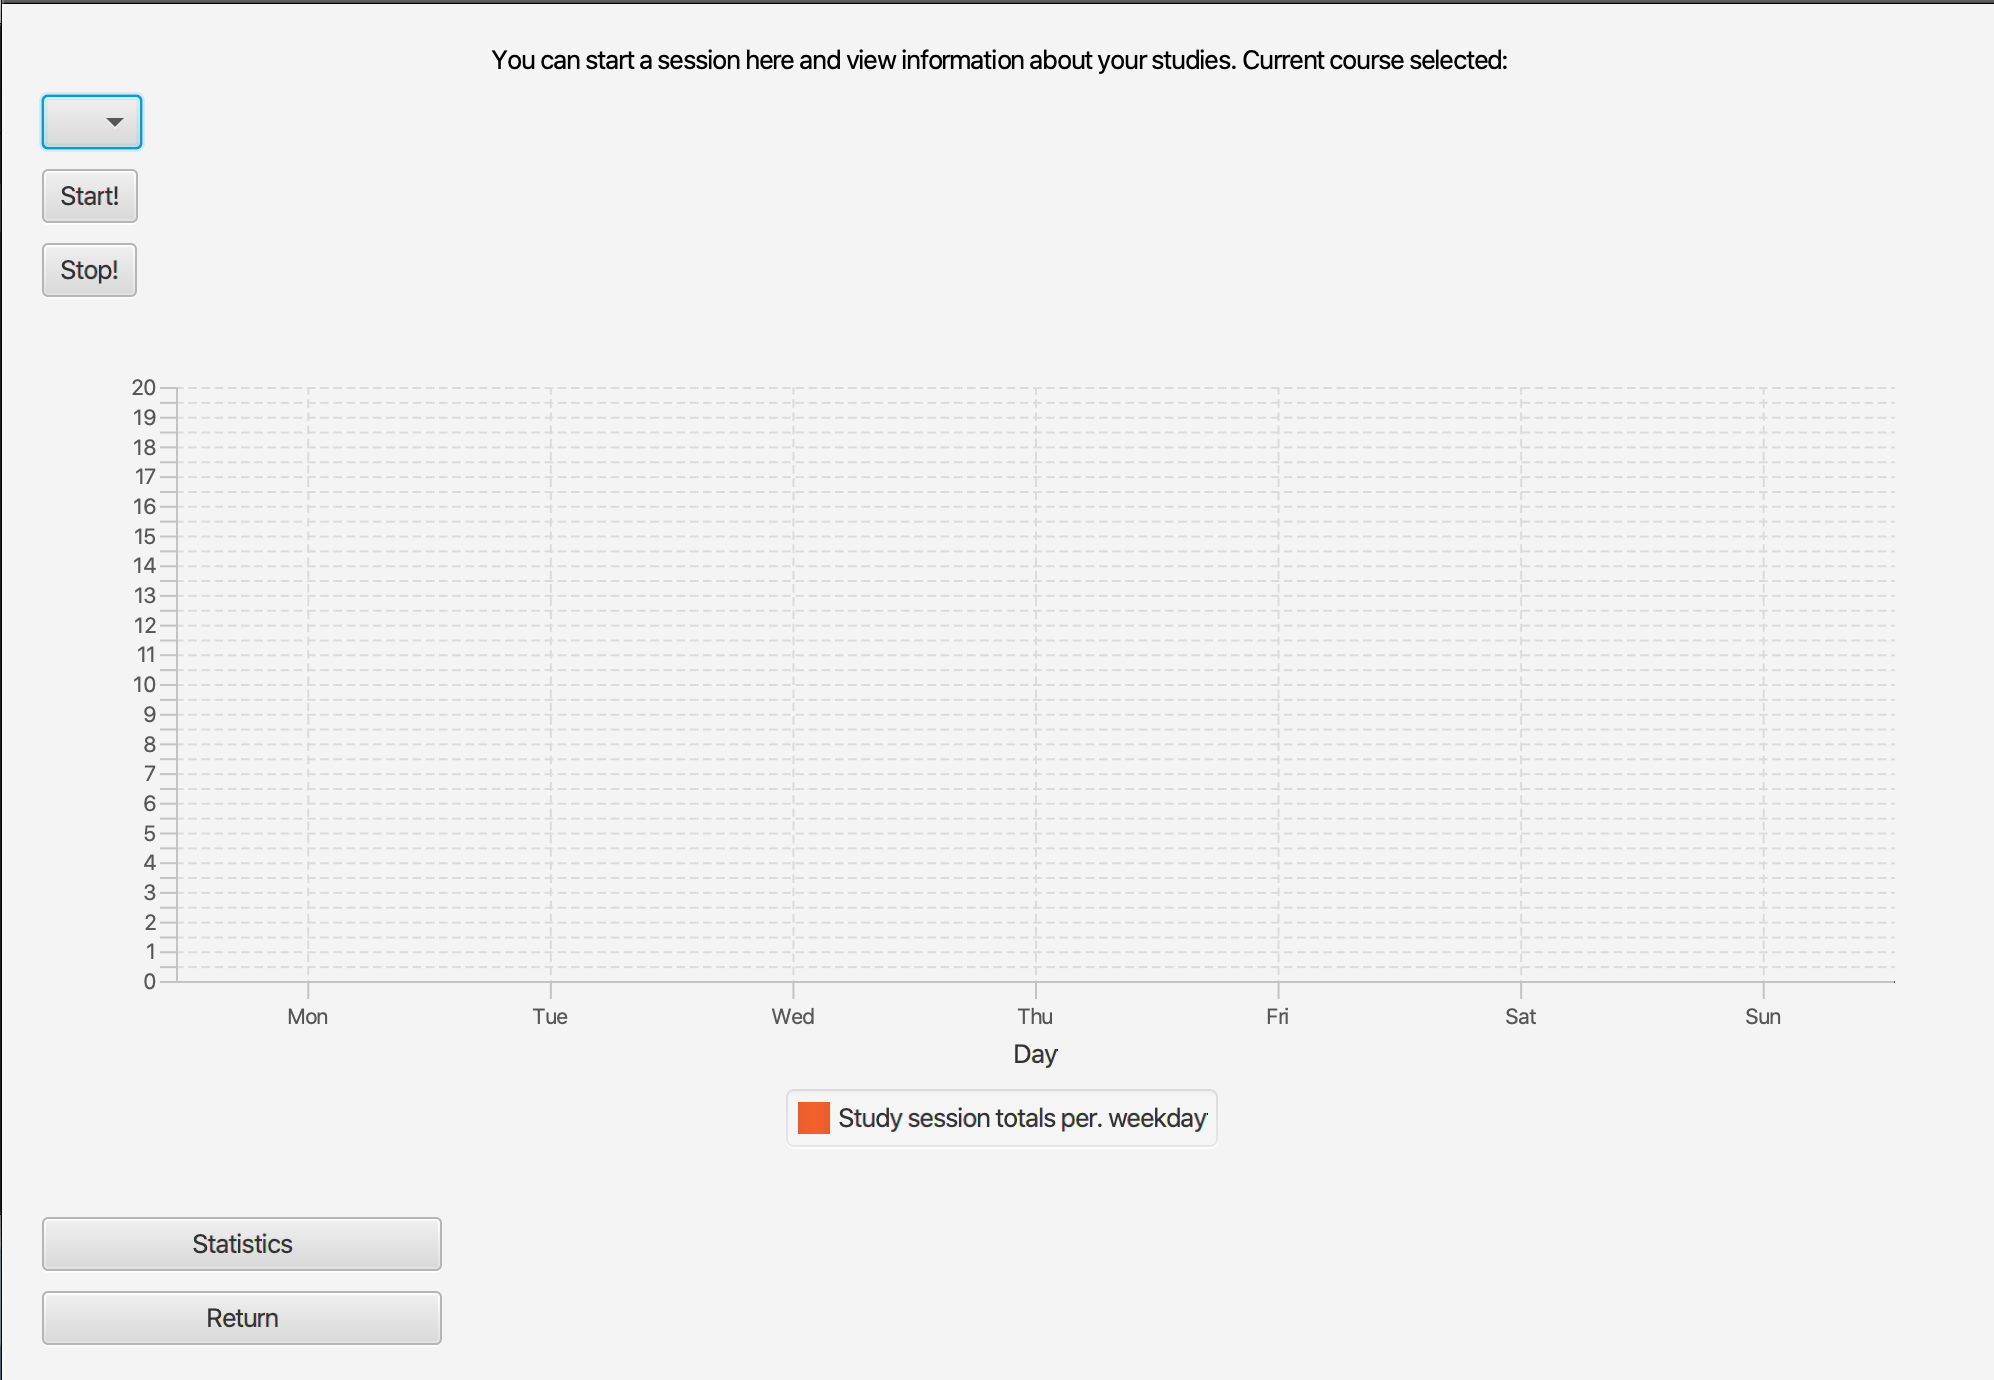 You can start a session here and view information about your studies. Current course selected:
Start!
Stop!
20
19
18
17
16
15
14
13
12
11
10
9
8
7
6
5
4
3
2
1
0
Mon Tue Wed Thu Fri Sat Sun
Day
Study session totals per. weekday
Statistics
Return